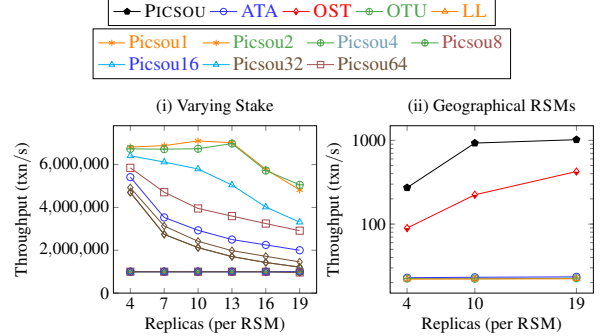 PICSOU ATA OST OTU LL
Picsou1 Picsou2 Picsou4 Picsou8
Picsou16 Picsou32 Picsou64
(i) Varying Stake
(ii) Geographical RSMs
Throughput (txn/s)
6,000,000
4,000,000
2,000,000
0
4 7 10 13 16 19
Replicas (per RSM)
Throughput (txn/s)
1000
100
4 10 19
Replicas (per RSM)